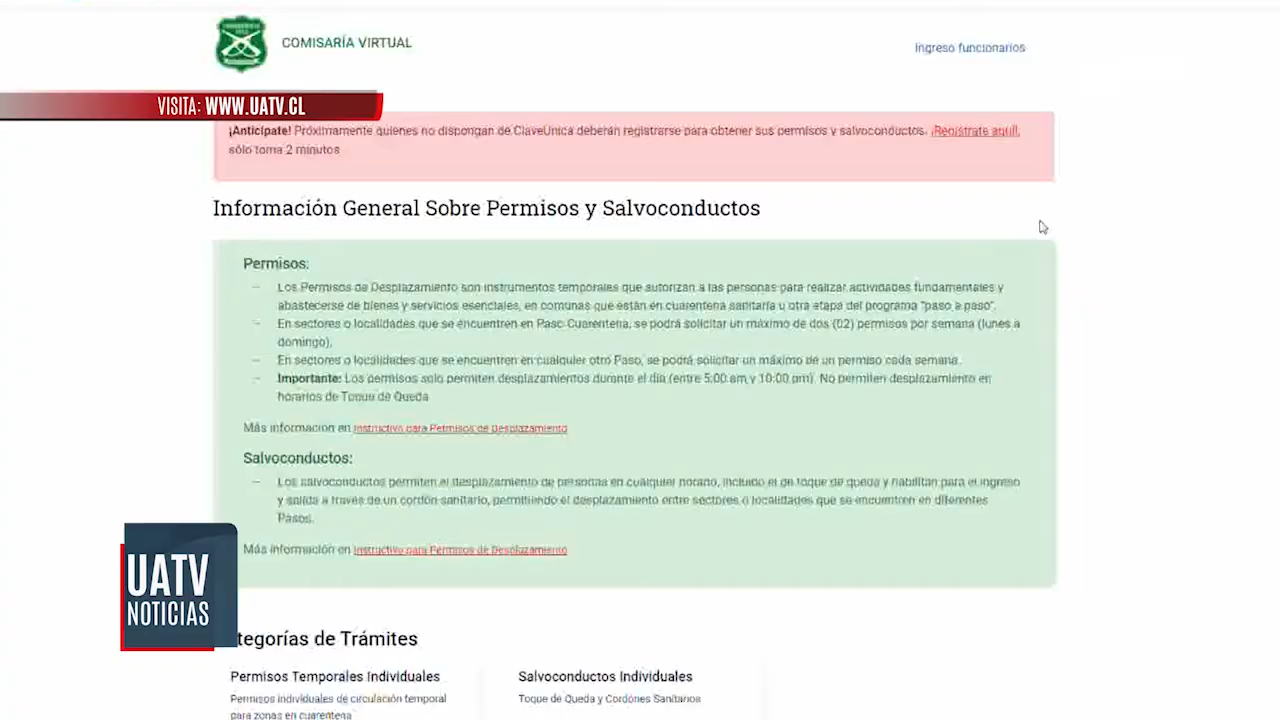 COMISARÍA VIRTUAL
Ingreso funcionarios
VISITA: WWW.UATV.CL
¡Anticípate! Próximamente quienes no dispongan de ClaveÚnica deberán registrarse para obtener sus permisos y salvoconductos. ¡Regístrate aquí!,
sólo toma 2 minutos
Información General Sobre Permisos y Salvoconductos
Permisos:
– Los Permisos de Desplazamiento son instrumentos temporales que autorizan a las personas para realizar actividades fundamentales y
abastecerse de bienes y servicios esenciales, en comunas que están en cuarentena sanitaria u otra etapa del programa "paso a paso".
– En sectores o localidades que se encuentren en Paso Cuarentena, se podrá solicitar un máximo de dos (02) permisos por semana (lunes a
domingo).
– En sectores o localidades que se encuentren en cualquier otro Paso, se podrá solicitar un máximo de un permiso cada semana.
– Importante: Los permisos solo permiten desplazamientos durante el día (entre 5:00 am y 10:00 pm). No permiten desplazamiento en
horarios de Toque de Queda
Más información en Instructivo para Permisos de Desplazamiento
Salvoconductos:
– Los salvoconductos permiten el desplazamiento de personas en cualquier horario, incluido el de toque de queda y habilitan para el ingreso
y salida a través de un cordón sanitario, permitiendo el desplazamiento entre sectores o localidades que se encuentren en diferentes
Pasos.
Más información en Instructivo para Permisos de Desplazamiento
UATV
NOTICIAS
tegorías de Trámites
Permisos Temporales Individuales
Salvoconductos Individuales
Permisos individuales de circulación temporal
para zonas en cuarentena
Toque de Queda y Cordones Sanitarios